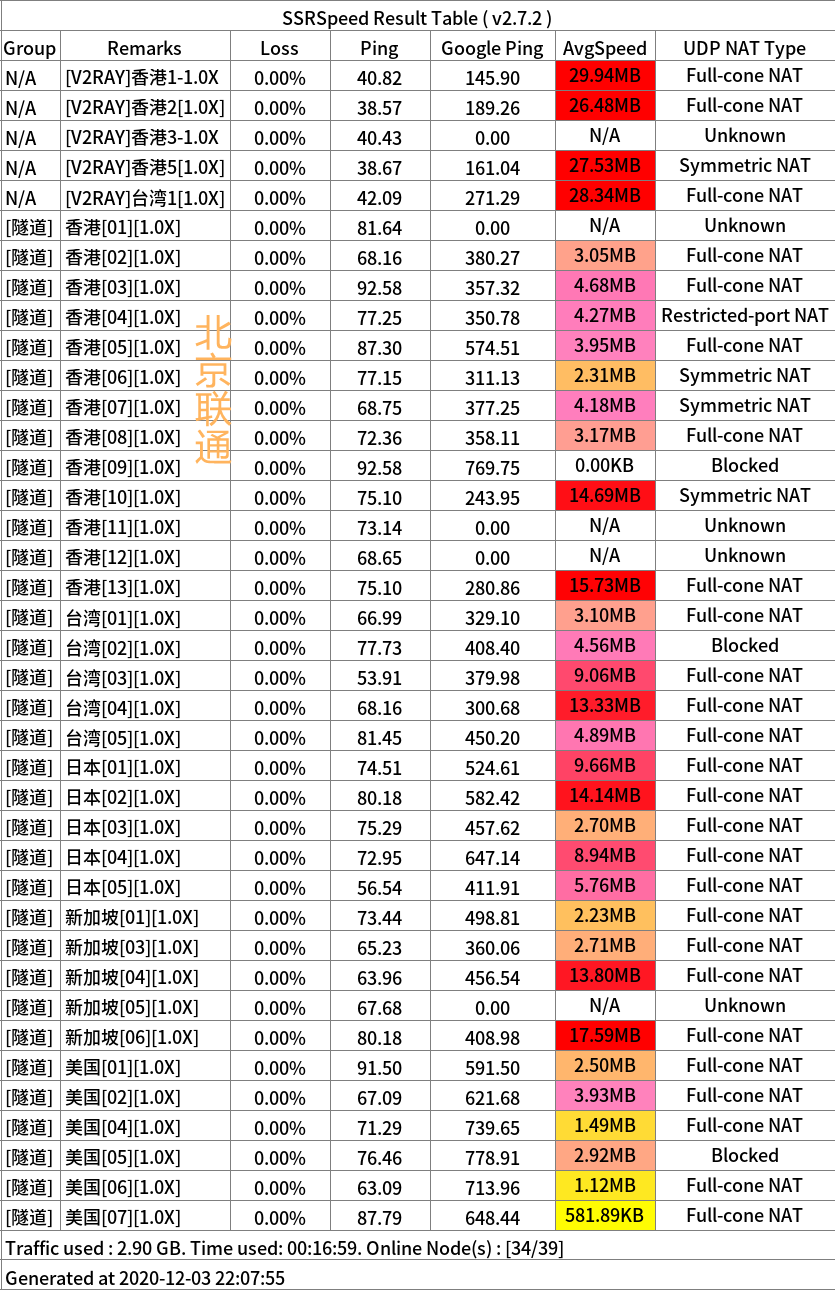 SSRSpeed Result Table ( v2.7.2 )
Group Remarks Loss Ping Google Ping AvgSpeed UDP NAT Type
N/A [V2RAY]香港1-1.0X 0.00% 40.82 145.90 29.94MB Full-cone NAT
N/A [V2RAY]香港2[1.0X] 0.00% 38.57 189.26 26.48MB Full-cone NAT
N/A [V2RAY]香港3-1.0X 0.00% 40.43 0.00 N/A Unknown
N/A [V2RAY]香港5[1.0X] 0.00% 38.67 161.04 27.53MB Symmetric NAT
N/A [V2RAY]台湾1[1.0X] 0.00% 42.09 271.29 28.34MB Full-cone NAT
[隧道] 香港[01][1.0X] 0.00% 81.64 0.00 N/A Unknown
[隧道] 香港[02][1.0X] 0.00% 68.16 380.27 3.05MB Full-cone NAT
[隧道] 香港[03][1.0X] 0.00% 92.58 357.32 4.68MB Full-cone NAT
[隧道] 香港[04][1.0X] 0.00% 77.25 350.78 4.27MB Restricted-port NAT
[隧道] 香港[05][1.0X] 0.00% 87.30 574.51 3.95MB Full-cone NAT
[隧道] 香港[06][1.0X] 0.00% 77.15 311.13 2.31MB Symmetric NAT
[隧道] 香港[07][1.0X] 0.00% 68.75 377.25 4.18MB Symmetric NAT
[隧道] 香港[08][1.0X] 0.00% 72.36 358.11 3.17MB Full-cone NAT
[隧道] 香港[09][1.0X] 0.00% 92.58 769.75 0.00KB Blocked
[隧道] 香港[10][1.0X] 0.00% 75.10 243.95 14.69MB Symmetric NAT
[隧道] 香港[11][1.0X] 0.00% 73.14 0.00 N/A Unknown
[隧道] 香港[12][1.0X] 0.00% 68.65 0.00 N/A Unknown
[隧道] 香港[13][1.0X] 0.00% 75.10 280.86 15.73MB Full-cone NAT
[隧道] 台湾[01][1.0X] 0.00% 66.99 329.10 3.10MB Full-cone NAT
[隧道] 台湾[02][1.0X] 0.00% 77.73 408.40 4.56MB Blocked
[隧道] 台湾[03][1.0X] 0.00% 53.91 379.98 9.06MB Full-cone NAT
[隧道] 台湾[04][1.0X] 0.00% 68.16 300.68 13.33MB Full-cone NAT
[隧道] 台湾[05][1.0X] 0.00% 81.45 450.20 4.89MB Full-cone NAT
[隧道] 日本[01][1.0X] 0.00% 74.51 524.61 9.66MB Full-cone NAT
[隧道] 日本[02][1.0X] 0.00% 80.18 582.42 14.14MB Full-cone NAT
[隧道] 日本[03][1.0X] 0.00% 75.29 457.62 2.70MB Full-cone NAT
[隧道] 日本[04][1.0X] 0.00% 72.95 647.14 8.94MB Full-cone NAT
[隧道] 日本[05][1.0X] 0.00% 56.54 411.91 5.76MB Full-cone NAT
[隧道] 新加坡[01][1.0X] 0.00% 73.44 498.81 2.23MB Full-cone NAT
[隧道] 新加坡[03][1.0X] 0.00% 65.23 360.06 2.71MB Full-cone NAT
[隧道] 新加坡[04][1.0X] 0.00% 63.96 456.54 13.80MB Full-cone NAT
[隧道] 新加坡[05][1.0X] 0.00% 67.68 0.00 N/A Unknown
[隧道] 新加坡[06][1.0X] 0.00% 80.18 408.98 17.59MB Full-cone NAT
[隧道] 美国[01][1.0X] 0.00% 91.50 591.50 2.50MB Full-cone NAT
[隧道] 美国[02][1.0X] 0.00% 67.09 621.68 3.93MB Full-cone NAT
[隧道] 美国[04][1.0X] 0.00% 71.29 739.65 1.49MB Full-cone NAT
[隧道] 美国[05][1.0X] 0.00% 76.46 778.91 2.92MB Blocked
[隧道] 美国[06][1.0X] 0.00% 63.09 713.96 1.12MB Full-cone NAT
[隧道] 美国[07][1.0X] 0.00% 87.79 648.44 581.89KB Full-cone NAT
Traffic used : 2.90 GB. Time used: 00:16:59. Online Node(s) : [34/39]
Generated at 2020-12-03 22:07:55
北京联通